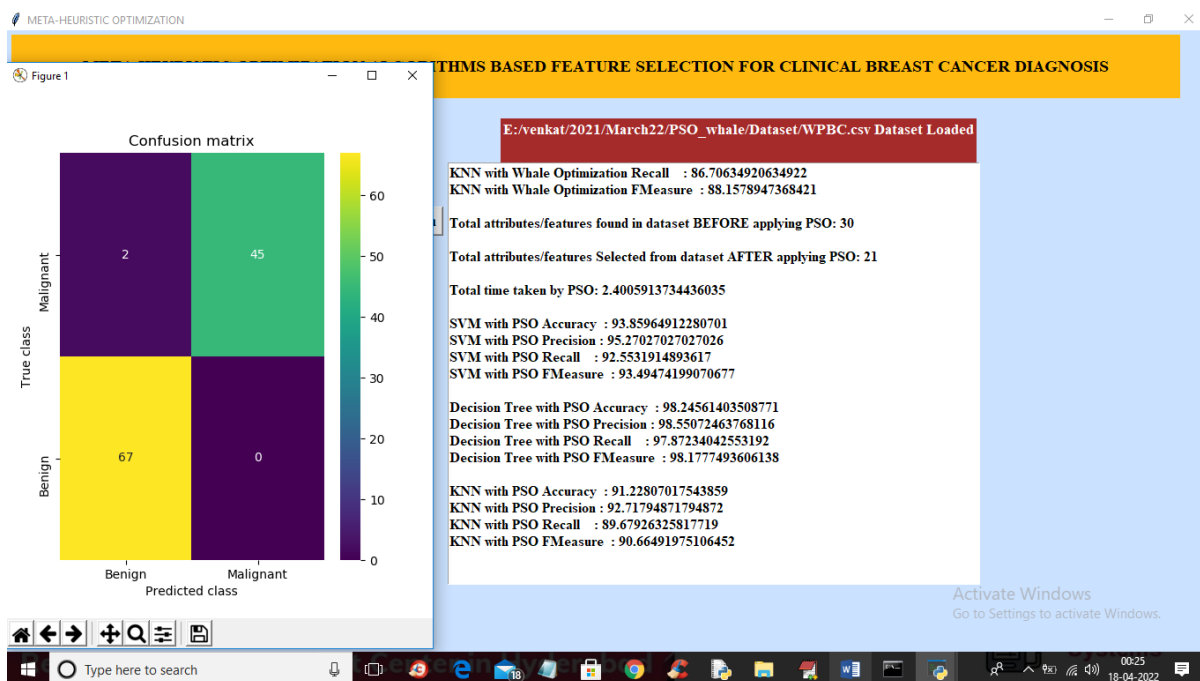 META-HEURISTIC OPTIMIZATION
THMS BASED FEATURE SELECTION FOR CLINICAL BREAST CANCER DIAGNOSIS
Figure 1
E:/venkat/2021/March22/PSO_whale/Dataset/WPBC.csv Dataset Loaded
Confusion matrix
2 45
67 0
Malignant
Benign
True class
Benign Malignant
Predicted class
60
50
40
30
20
10
0
KNN with Whale Optimization Recall : 86.70634920634922
KNN with Whale Optimization FMeasure : 88.1578947368421
Total attributes/features found in dataset BEFORE applying PSO: 30
Total attributes/features Selected from dataset AFTER applying PSO: 21
Total time taken by PSO: 2.4005913734436035
SVM with PSO Accuracy : 93.85964912280701
SVM with PSO Precision : 95.27027027027026
SVM with PSO Recall : 92.5531914893617
SVM with PSO FMeasure : 93.49474199070677
Decision Tree with PSO Accuracy : 98.24561403508771
Decision Tree with PSO Precision : 98.55072463768116
Decision Tree with PSO Recall : 97.87234042553192
Decision Tree with PSO FMeasure : 98.1777493606138
KNN with PSO Accuracy : 91.22807017543859
KNN with PSO Precision : 92.71794871794872
KNN with PSO Recall : 89.67926325817719
KNN with PSO FMeasure : 90.66491975106452
Activate Windows
Go to Settings to activate Windows.
Type here to search
18
00:25
18-04-2022